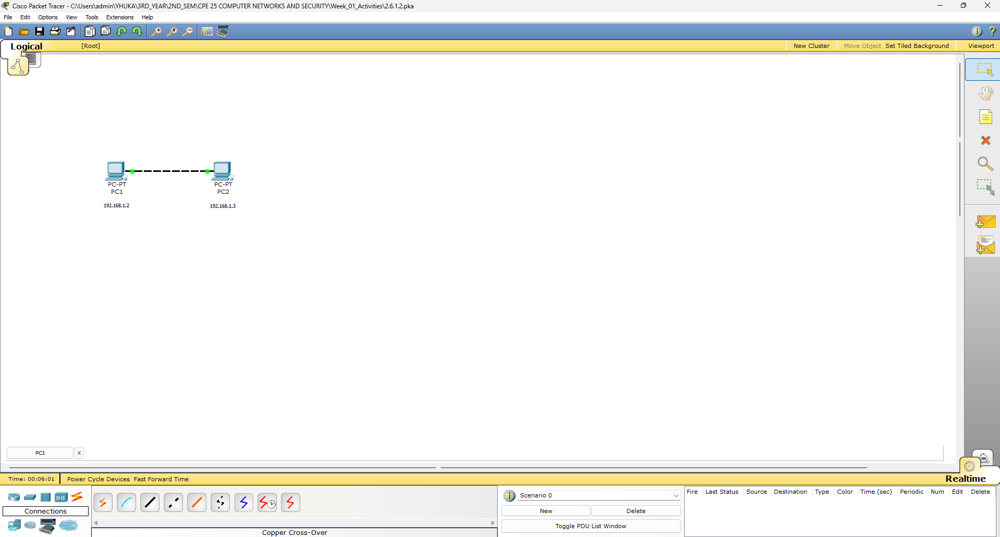 Cisco Packet Tracer - C:\Users\admin\YHUKA\3RD_YEAR\2ND_SEM\CPE 25 COMPUTER NETWORKS AND SECURITY\Week_01_Activities\2.6.1.2.pka
File Edit Options View Tools Extensions Help
Logical [Root] New Cluster Move Object Set Tiled Background Viewport
PC-PT PC-PT
PC1 PC2
192.168.1.2 192.168.1.3
PC1 X
Time: 00:06:01 Power Cycle Devices Fast Forward Time Realtime
Connections
Copper Cross-Over
Scenario 0
New Delete
Toggle PDU List Window
Fire Last Status Source Destination Type Color Time (sec) Periodic Num Edit Delete